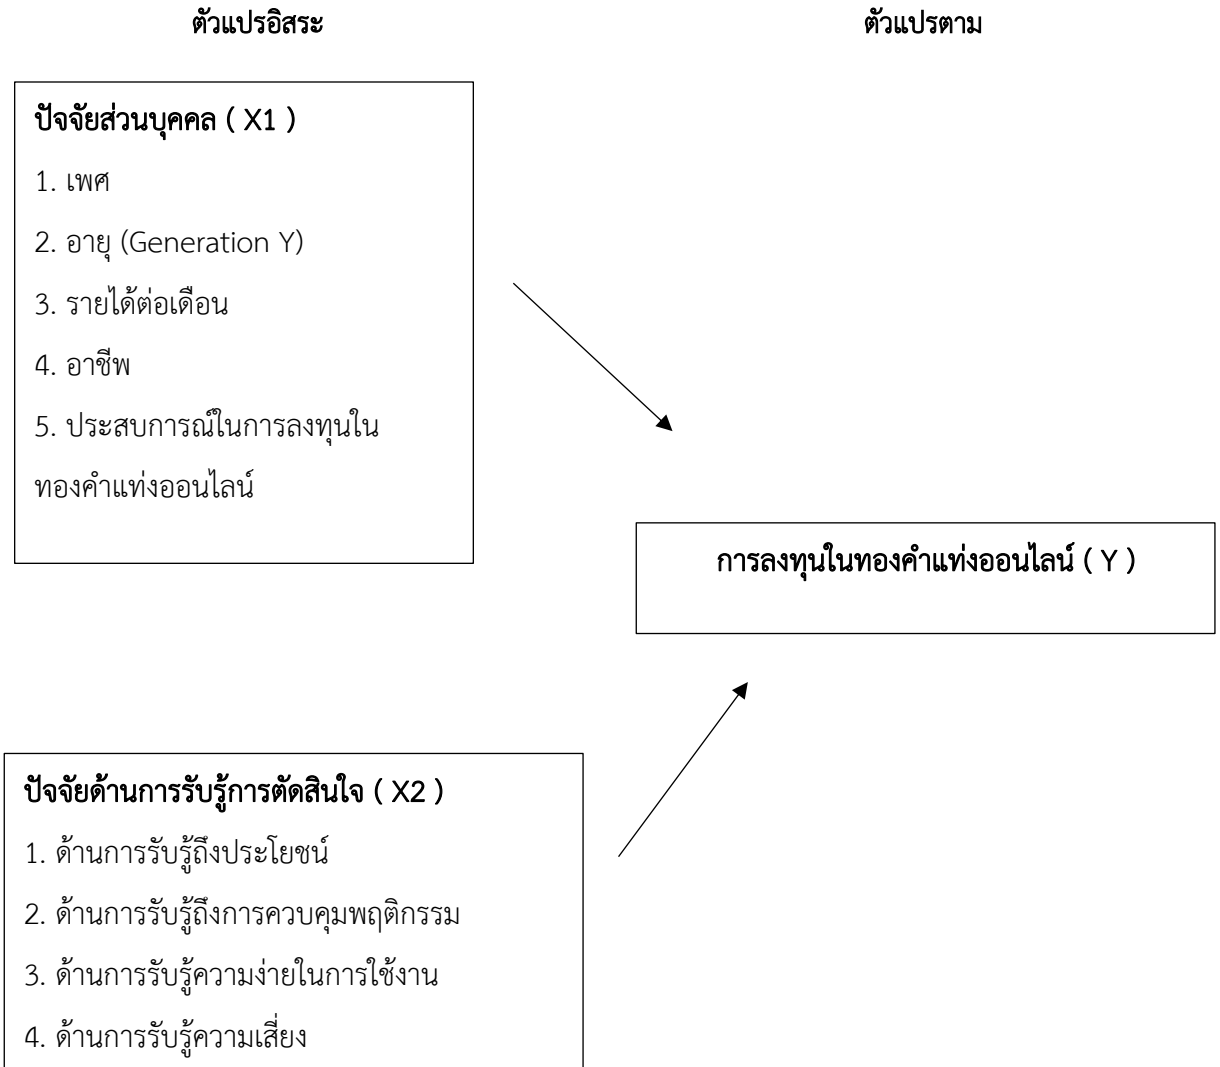 ตัวแปรอิสระ
ตัวแปรตาม
ปัจจัยส่วนบุคคล ( X1 )
1. เพศ
2. อายุ (Generation Y)
3. รายได้ต่อเดือน
4. อาชีพ
5. ประสบการณ์ในการลงทุนใน
ทองคำแท่งออนไลน์
การลงทุนในทองคำแท่งออนไลน์ ( Y )
ปัจจัยด้านการรับรู้การตัดสินใจ ( X2 )
1. ด้านการรับรู้ถึงประโยชน์
2. ด้านการรับรู้ถึงการควบคุมพฤติกรรม
3. ด้านการรับรู้ความง่ายในการใช้งาน
4. ด้านการรับรู้ความเสี่ยง